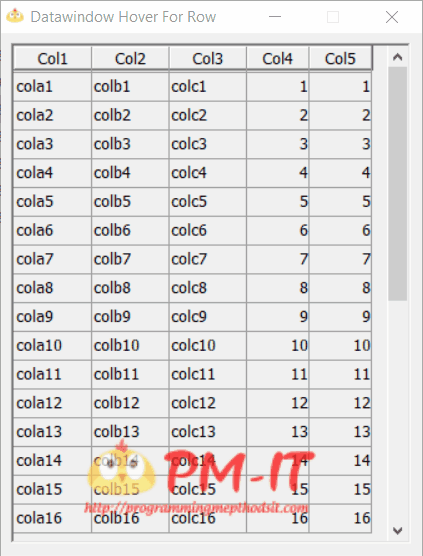 Datawindow Hover For Row
Col1 Col2 Col3 Col4 Col5
cola1 colb1 colc1 1 1
cola2 colb2 colc2 2 2
cola3 colb3 colc3 3 3
cola4 colb4 colc4 4 4
cola5 colb5 colc5 5 5
cola6 colb6 colc6 6 6
cola7 colb7 colc7 7 7
cola8 colb8 colc8 8 8
cola9 colb9 colc9 9 9
cola10 colb10 colc10 10 10
cola11 colb11 colc11 11 11
cola12 colb12 colc12 12 12
cola13 colb13 colc13 13 13
cola14 colb14 colc14 14 14
PM-IT
cola15 colb15 colc15 15 15
http://programmingmepthodsit.com
cola16 colb16 colc16 16 16